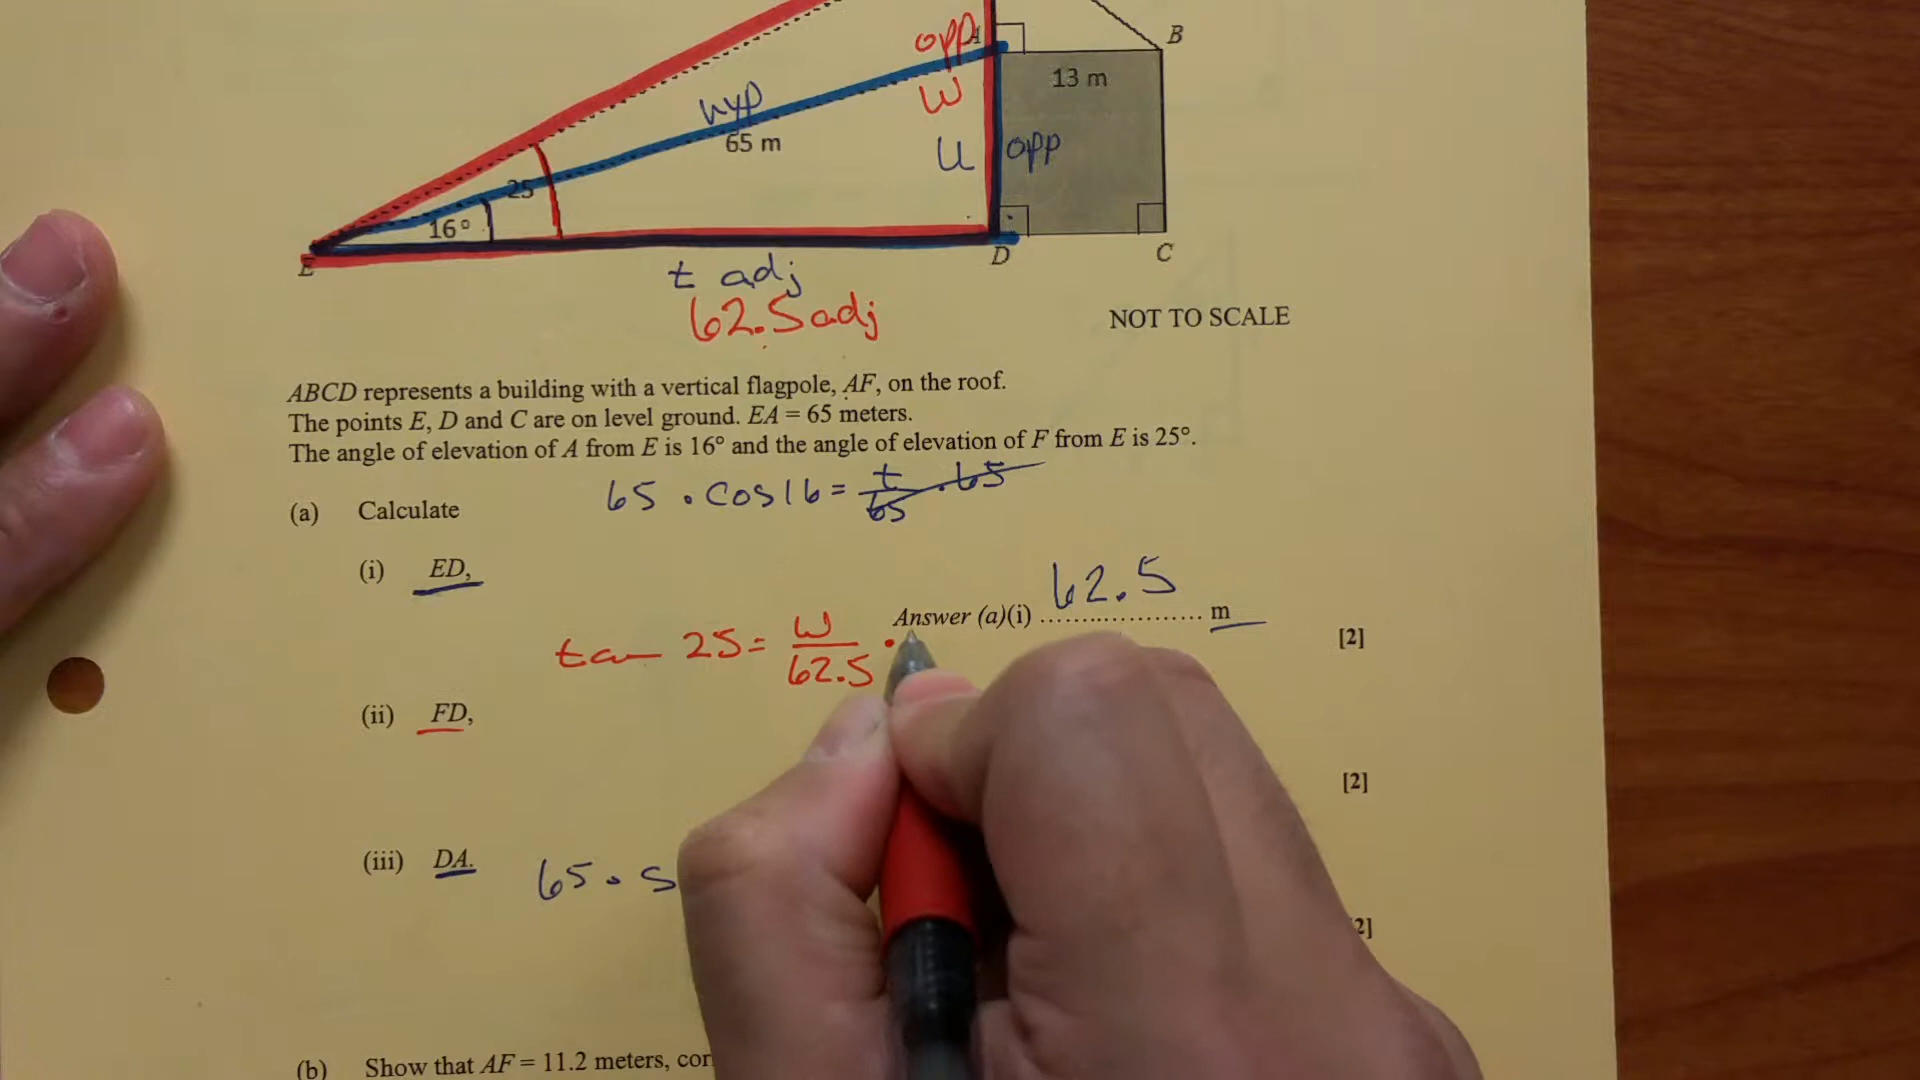 opp A
B
13 m
hyp
W
65 m
U opp
25
16°
E
D
C
t adj
62.5 adj
NOT TO SCALE
ABCD represents a building with a vertical flagpole, AF, on the roof.
The points E, D and C are on level ground. EA = 65 meters.
The angle of elevation of A from E is 16° and the angle of elevation of F from E is 25°.
65 · cos 16 = t/65 · 65
(a) Calculate
(i) ED,
62.5
Answer (a)(i) ........................ m
[2]
tan 25 = W/62.5 ·
(ii) FD,
[2]
(iii) DA. 65 · s
2]
(b) Show that AF = 11.2 meters,